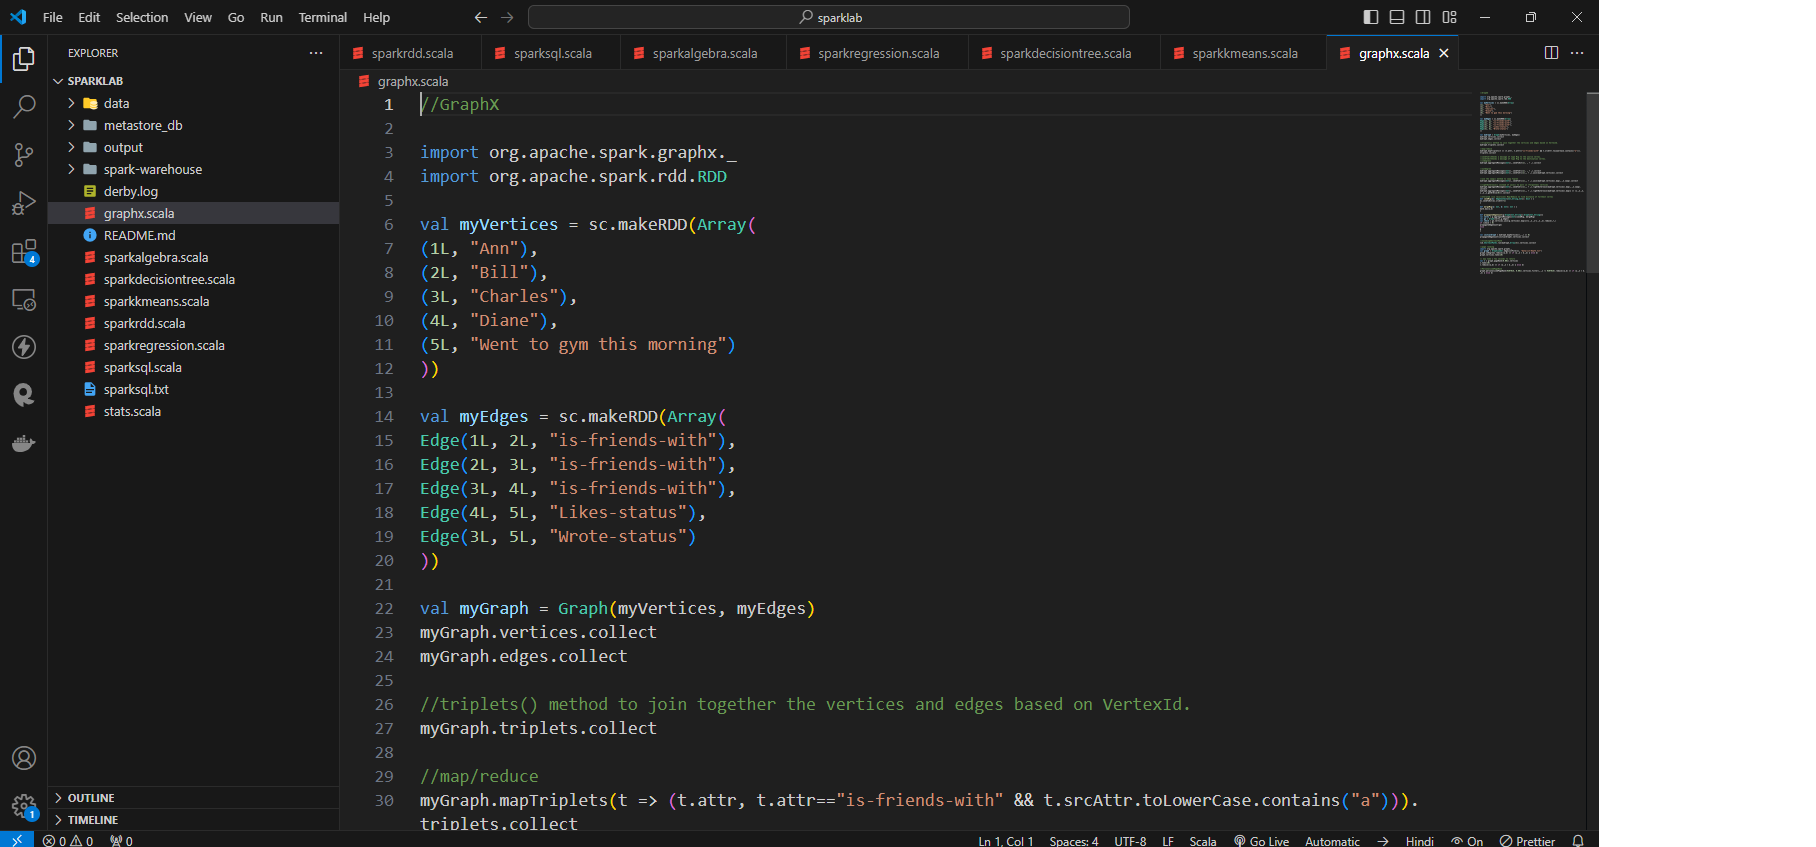 File Edit Selection View Go Run Terminal Help
sparklab
EXPLORER
SPARKLAB
data
metastore_db
output
spark-warehouse
derby.log
graphx.scala
README.md
sparkalgebra.scala
sparkdecisiontree.scala
sparkkmeans.scala
sparkrdd.scala
sparkregression.scala
sparksql.scala
sparksql.txt
stats.scala
OUTLINE
TIMELINE
4
1
sparkrdd.scala sparksql.scala sparkalgebra.scala sparkregression.scala sparkdecisiontree.scala sparkkmeans.scala graphx.scala
graphx.scala
1 //GraphX
2
3 import org.apache.spark.graphx._
4 import org.apache.spark.rdd.RDD
5
6 val myVertices = sc.makeRDD(Array(
7 (1L, "Ann"),
8 (2L, "Bill"),
9 (3L, "Charles"),
10 (4L, "Diane"),
11 (5L, "Went to gym this morning")
12 ))
13
14 val myEdges = sc.makeRDD(Array(
15 Edge(1L, 2L, "is-friends-with"),
16 Edge(2L, 3L, "is-friends-with"),
17 Edge(3L, 4L, "is-friends-with"),
18 Edge(4L, 5L, "Likes-status"),
19 Edge(3L, 5L, "Wrote-status")
20 ))
21
22 val myGraph = Graph(myVertices, myEdges)
23 myGraph.vertices.collect
24 myGraph.edges.collect
25
26 //triplets() method to join together the vertices and edges based on VertexId.
27 myGraph.triplets.collect
28
29 //map/reduce
30 myGraph.mapTriplets(t => (t.attr, t.attr=="is-friends-with" && t.srcAttr.toLowerCase.contains("a"))).
triplets.collect
0 0 0 Ln 1, Col 1 Spaces: 4 UTF-8 LF Scala Go Live Automatic → Hindi On Prettier